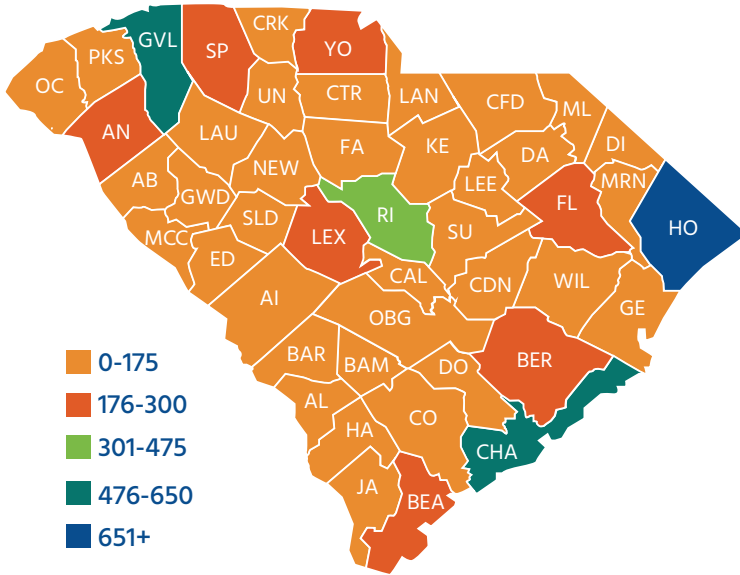 CRK
GVL
SP
YO
PKS
OC
UN
CTR
LAN
CFD
ML
AN
LAU
FA
KE
DA
DI
AB
NEW
LEE
MRN
GWD
SLD
RI
FL
MCC
LEX
SU
HO
ED
CAL
CDN
WIL
AI
OBG
GE
BAR
BAM
DO
BER
0-175
AL
CO
176-300
HA
301-475
CHA
JA
BEA
476-650
651+